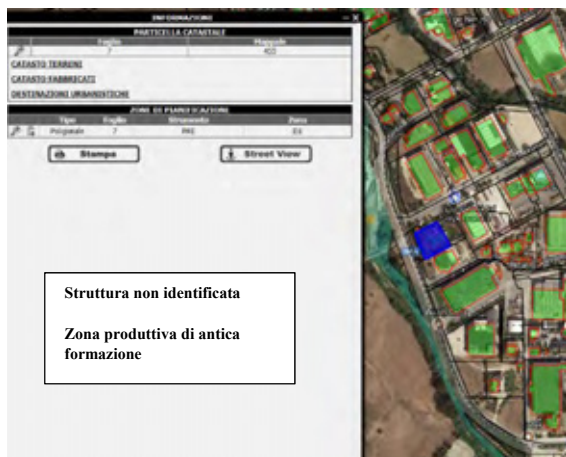 INFORMAZIONI
PARTICELLA CATASTALE
Foglio Mappale
7
CATASTO TERRENI
CATASTO FABBRICATI
DESTINAZIONI URBANISTICHE
ZONE DI PIANIFICAZIONE
Tipo Foglio Strumento Zona
Poligonale 7
Stampa Street View
Struttura non identificata
Zona produttiva di antica
formazione